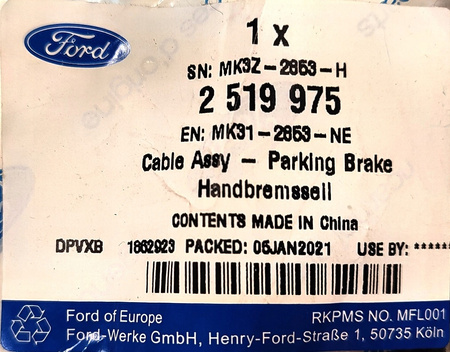 Ford
1 x
SN: MK3Z-2853-H
2 519 975
EN: MK31-2853-NE
Cable Assy - Parking Brake
Handbremsseil
CONTENTS MADE IN China
DPVXB 1862923 PACKED: 06JAN2021 USE BY: ******
Ford of Europe RKPMS NO. MFL001
Ford-Werke GmbH, Henry-Ford-Straße 1, 50735 Köln